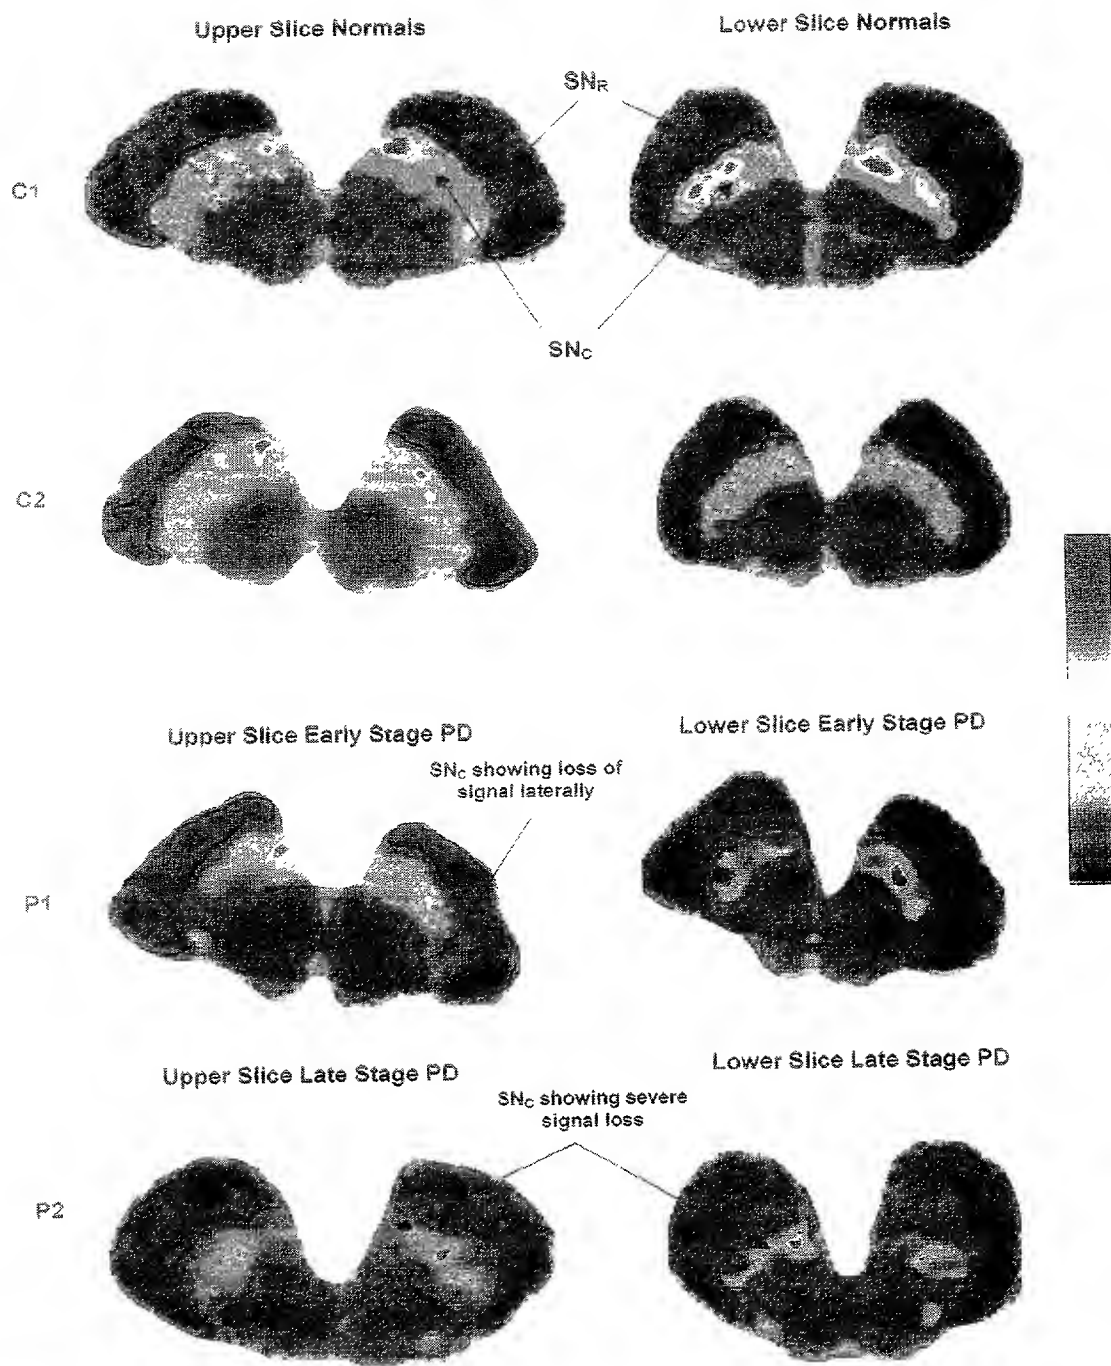 Upper Slice Normals
Lower Slice Normals
SNR
C1
SNC
C2
Upper Slice Early Stage PD
Lower Slice Early Stage PD
SNC showing loss of
signal laterally
P1
Upper Slice Late Stage PD
Lower Slice Late Stage PD
SNC showing severe
signal loss
P2